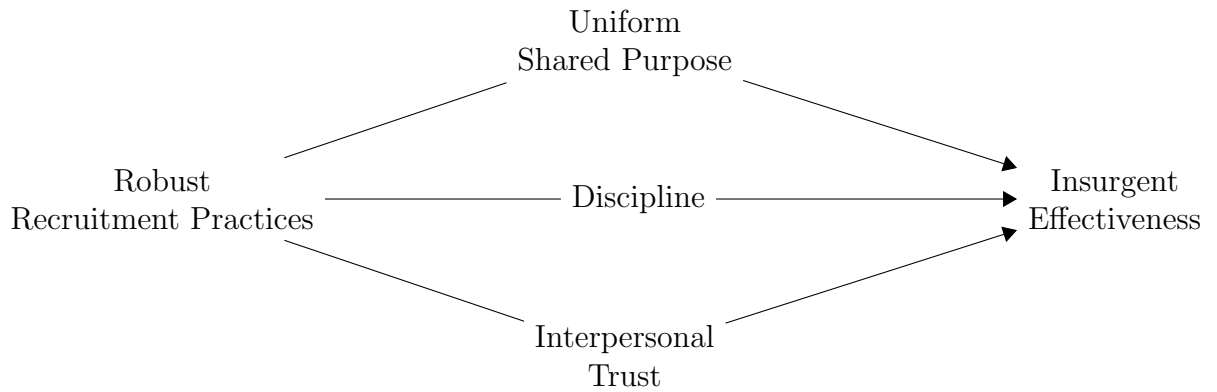 Uniform
Shared Purpose
Robust
Recruitment Practices
Discipline
Insurgent
Effectiveness
Interpersonal
Trust